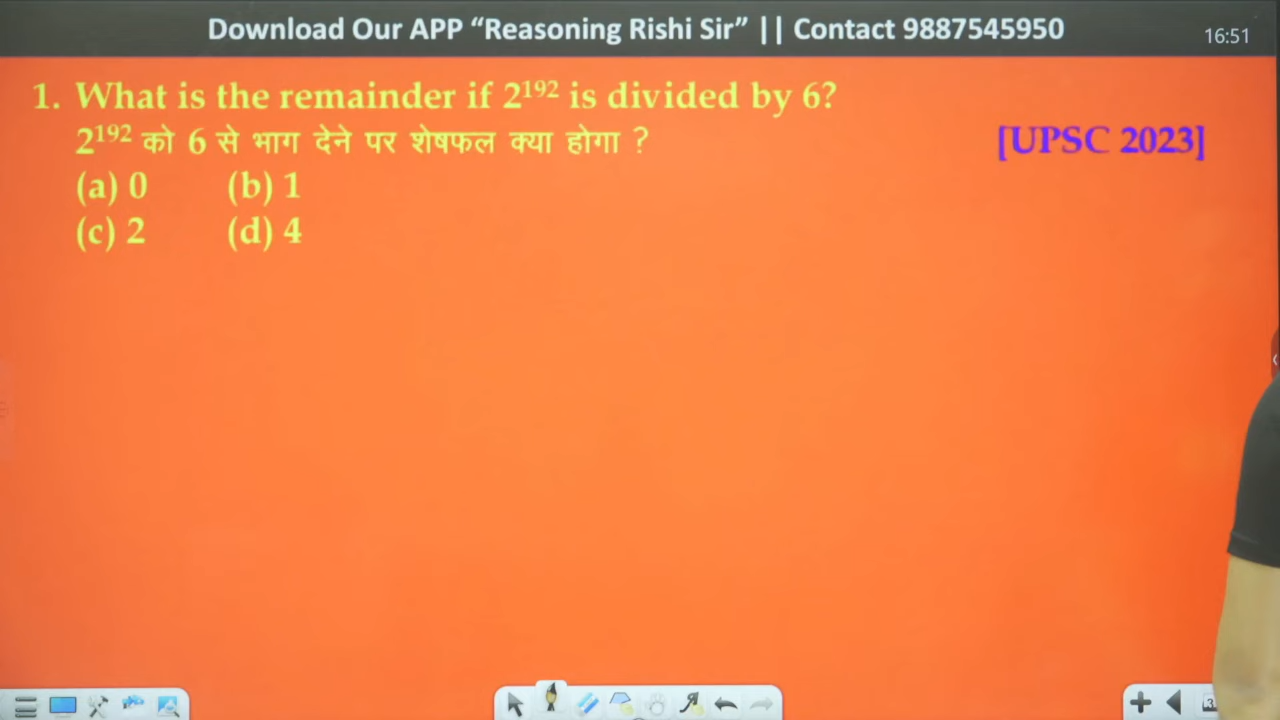 Download Our APP “Reasoning Rishi Sir” || Contact 9887545950
16:51
1. What is the remainder if 2¹⁹² is divided by 6?
2¹⁹² को 6 से भाग देने पर शेषफल क्या होगा ?
[UPSC 2023]
(a) 0 (b) 1
(c) 2 (d) 4